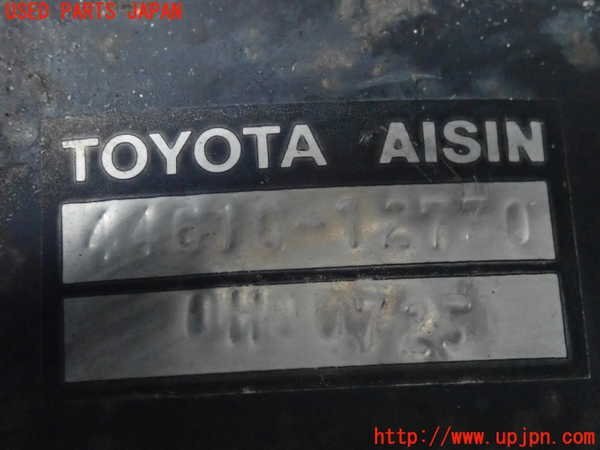 USED PARTS JAPAN
TOYOTA AISIN
44610-12770
http://www.upjpn.com/